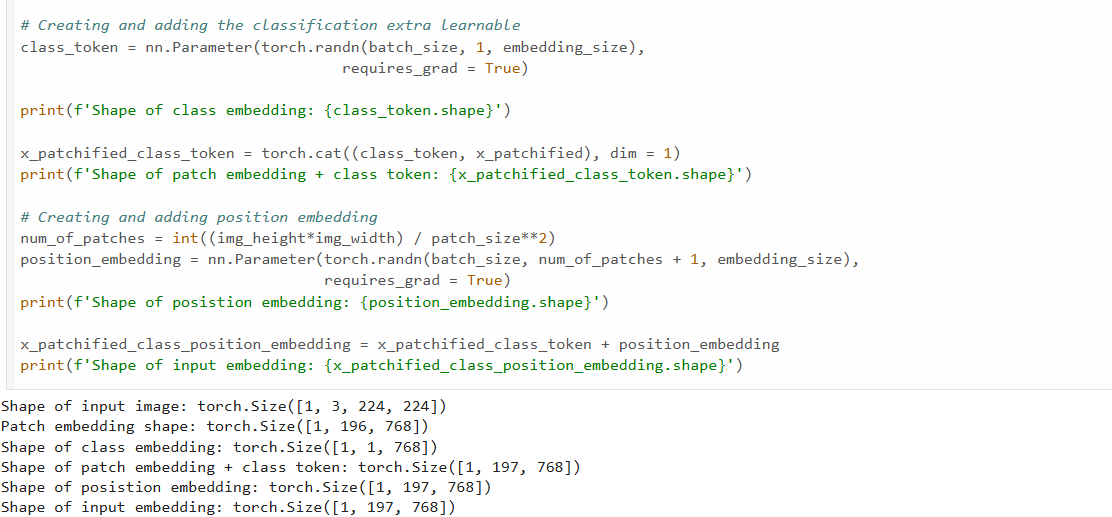 # Creating and adding the classification extra learnable
class_token = nn.Parameter(torch.randn(batch_size, 1, embedding_size),
requires_grad = True)
print(f'Shape of class embedding: {class_token.shape}')
x_patchified_class_token = torch.cat((class_token, x_patchified), dim = 1)
print(f'Shape of patch embedding + class token: {x_patchified_class_token.shape}')
# Creating and adding position embedding
num_of_patches = int((img_height*img_width) / patch_size**2)
position_embedding = nn.Parameter(torch.randn(batch_size, num_of_patches + 1, embedding_size),
requires_grad = True)
print(f'Shape of posistion embedding: {position_embedding.shape}')
x_patchified_class_position_embedding = x_patchified_class_token + position_embedding
print(f'Shape of input embedding: {x_patchified_class_position_embedding.shape}')
Shape of input image: torch.Size([1, 3, 224, 224])
Patch embedding shape: torch.Size([1, 196, 768])
Shape of class embedding: torch.Size([1, 1, 768])
Shape of patch embedding + class token: torch.Size([1, 197, 768])
Shape of posistion embedding: torch.Size([1, 197, 768])
Shape of input embedding: torch.Size([1, 197, 768])